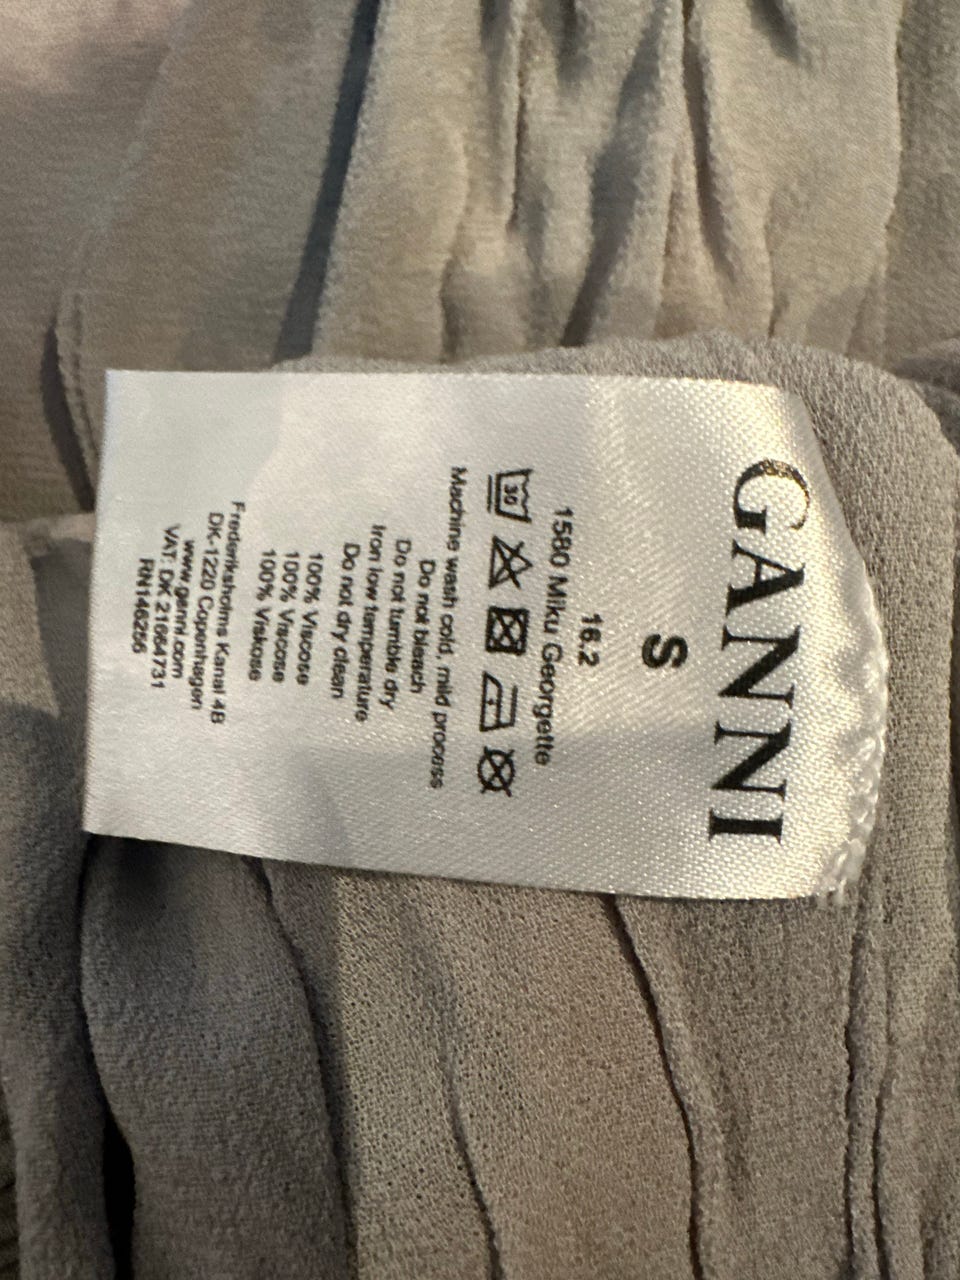 GANNI
S
16.2
1580 Miku Georgette
30
Machine wash cold, mild process
Do not bleach
Do not tumble dry
Iron low temperature
Do not dry clean
100% Viscose
100% Viscose
100% Viskose
Frederiksholms Kanal 4B
DK-1220 Copenhagen
www.ganni.com
VAT: DK 21664731
RN146256